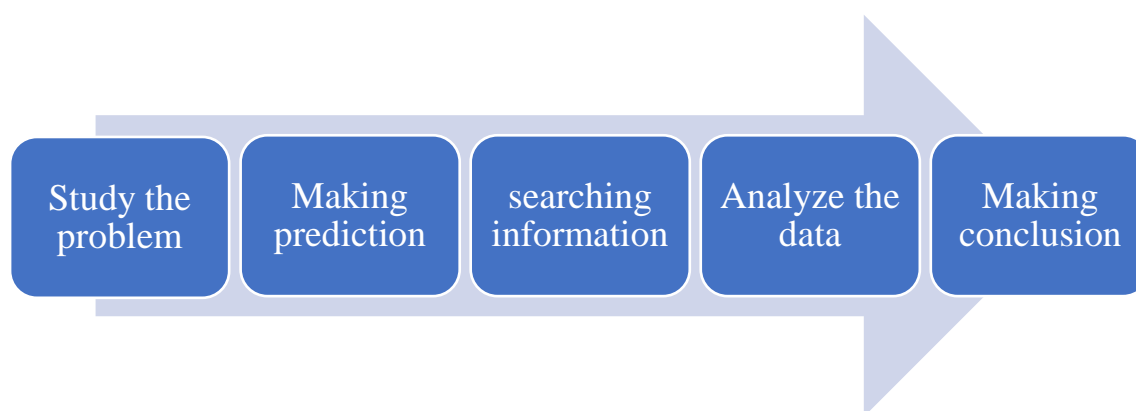 Study the
problem
Making
prediction
searching
information
Analyze the
data
Making
conclusion